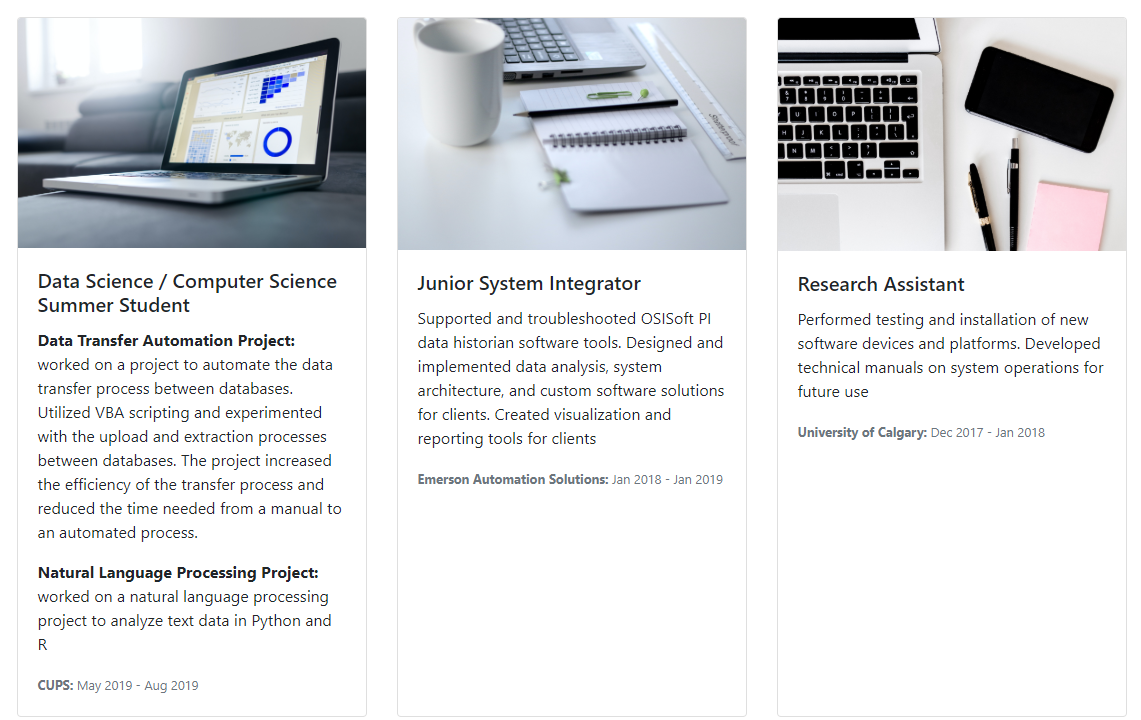 Data Science / Computer Science
Summer Student
Data Transfer Automation Project:
worked on a project to automate the data
transfer process between databases.
Utilized VBA scripting and experimented
with the upload and extraction processes
between databases. The project increased
the efficiency of the transfer process and
reduced the time needed from a manual to
an automated process.
Natural Language Processing Project:
worked on a natural language processing
project to analyze text data in Python and
R
CUPS: May 2019 - Aug 2019
Junior System Integrator
Supported and troubleshooted OSISoft PI
data historian software tools. Designed and
implemented data analysis, system
architecture, and custom software solutions
for clients. Created visualization and
reporting tools for clients
Emerson Automation Solutions: Jan 2018 - Jan 2019
Research Assistant
Performed testing and installation of new
software devices and platforms. Developed
technical manuals on system operations for
future use
University of Calgary: Dec 2017 - Jan 2018